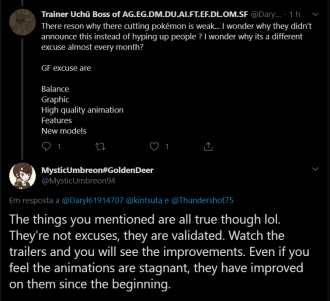 Trainer Uchū Boss of AG.EG.DM.DU.AI.FT.EF.DL.OM.SF @Dary... · 1 h
There reson why there cutting pokémon is weak... I wonder why they didn't
announce this instead of hyping up people ? I wonder why its a different
excuse almost every month?
GF excuse are
Balance
Graphic
High quality animation
Features
New models
1 1
MysticUmbreon#GoldenDeer
@MysticUmbreon94
Em resposta a @Daryl61914707 @kintsuta e @Thundershot75
The things you mentioned are all true though lol.
They're not excuses, they are validated. Watch the
trailers and you will see the improvements. Even if you
feel the animations are stagnant, they have improved
on them since the beginning.